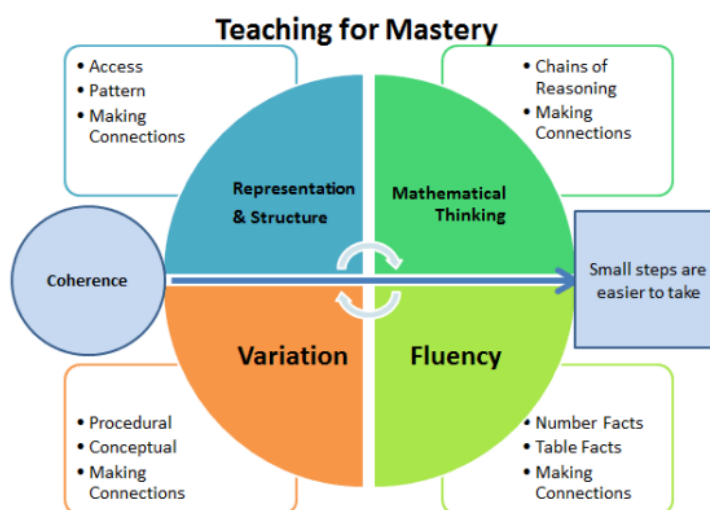 Teaching for Mastery
• Access
• Pattern
• Making
Connections
• Chains of
Reasoning
• Making
Connections
Representation
& Structure
Mathematical
Thinking
Coherence
Small steps are
easier to take
Variation
Fluency
• Procedural
• Conceptual
• Making
Connections
• Number Facts
• Table Facts
• Making
Connections